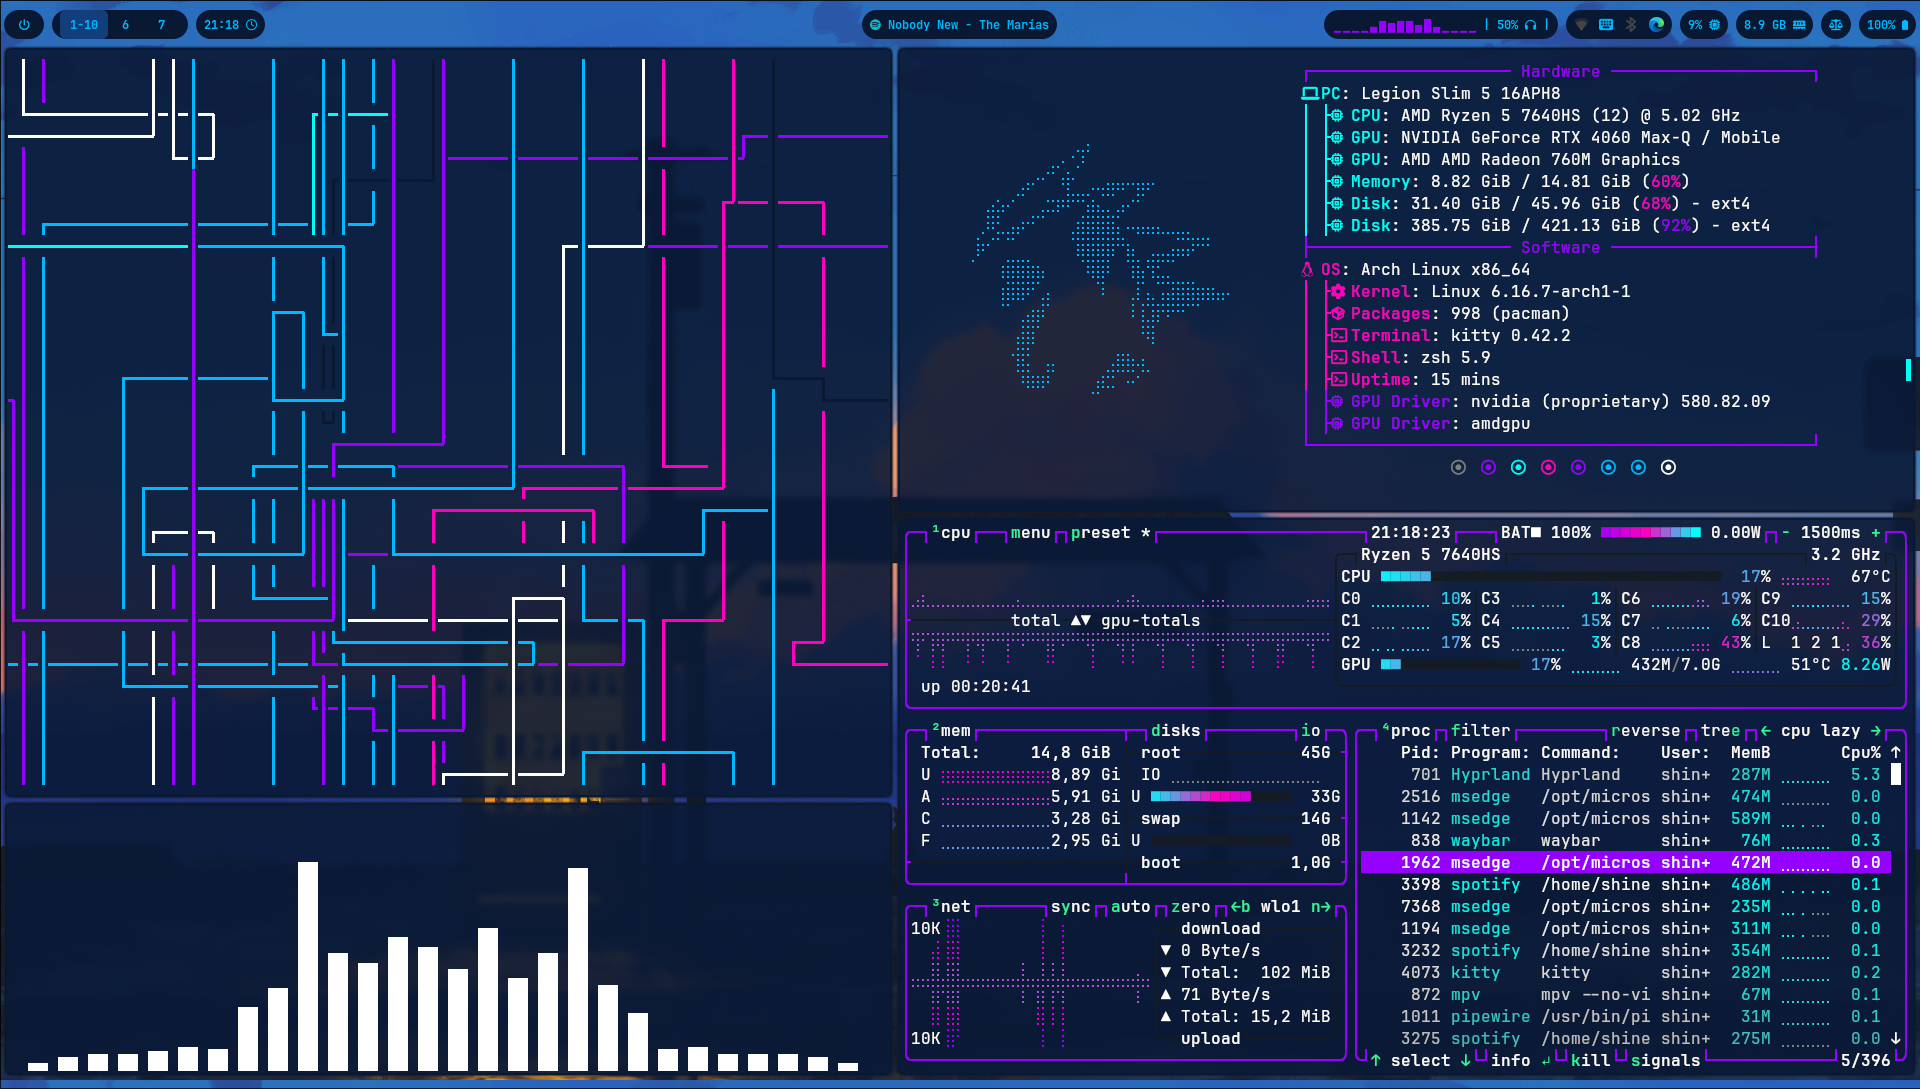 1-10 6 7 21:18
Nobody New - The Marías
50% 9% 8.9 GB 100%
Hardware
PC: Legion Slim 5 16APH8
CPU: AMD Ryzen 5 7640HS (12) @ 5.02 GHz
GPU: NVIDIA GeForce RTX 4060 Max-Q / Mobile
GPU: AMD AMD Radeon 760M Graphics
Memory: 8.82 GiB / 14.81 GiB (60%)
Disk: 31.40 GiB / 45.96 GiB (68%) - ext4
Disk: 385.75 GiB / 421.13 GiB (92%) - ext4
Software
OS: Arch Linux x86_64
Kernel: Linux 6.16.7-arch1-1
Packages: 998 (pacman)
Terminal: kitty 0.42.2
Shell: zsh 5.9
Uptime: 15 mins
GPU Driver: nvidia (proprietary) 580.82.09
GPU Driver: amdgpu
¹cpu menu preset * 21:18:23 BAT■ 100% 0.00W - 1500ms +
Ryzen 5 7640HS 3.2 GHz
CPU 17% 67°C
C0 10% C3 1% C6 19% C9 15%
C1 5% C4 15% C7 6% C10 29%
C2 17% C5 3% C8 43% L 1 2 1 36%
GPU 17% 432M/7.0G 51°C 8.26W
total ▲▼ gpu-totals
up 00:20:41
²mem disks io
Total: 14,8 GiB
U 8,89 Gi
A 5,91 Gi
C 3,28 Gi
F 2,95 Gi
root 45G
IO
U 33G
swap 14G
U 0B
boot 1,0G
³net sync auto zero ←b wlo1 n→
10K
download
▼ 0 Byte/s
▼ Total: 102 MiB
▲ 71 Byte/s
▲ Total: 15,2 MiB
10K
upload
⁴proc filter reverse tree ← cpu lazy →
Pid: Program: Command: User: MemB Cpu% ↑
701 Hyprland Hyprland shin+ 287M 5.3
2516 msedge /opt/micros shin+ 474M 0.0
1142 msedge /opt/micros shin+ 589M 0.0
838 waybar waybar shin+ 76M 0.3
1962 msedge /opt/micros shin+ 472M 0.0
3398 spotify /home/shine shin+ 486M 0.1
7368 msedge /opt/micros shin+ 235M 0.0
1194 msedge /opt/micros shin+ 311M 0.0
3232 spotify /home/shine shin+ 354M 0.1
4073 kitty kitty shin+ 282M 0.2
872 mpv mpv --no-vi shin+ 67M 0.1
1011 pipewire /usr/bin/pi shin+ 31M 0.1
3275 spotify /home/shine shin+ 275M 0.0 ↓
↑ select ↓ info ↲ kill signals 5/396